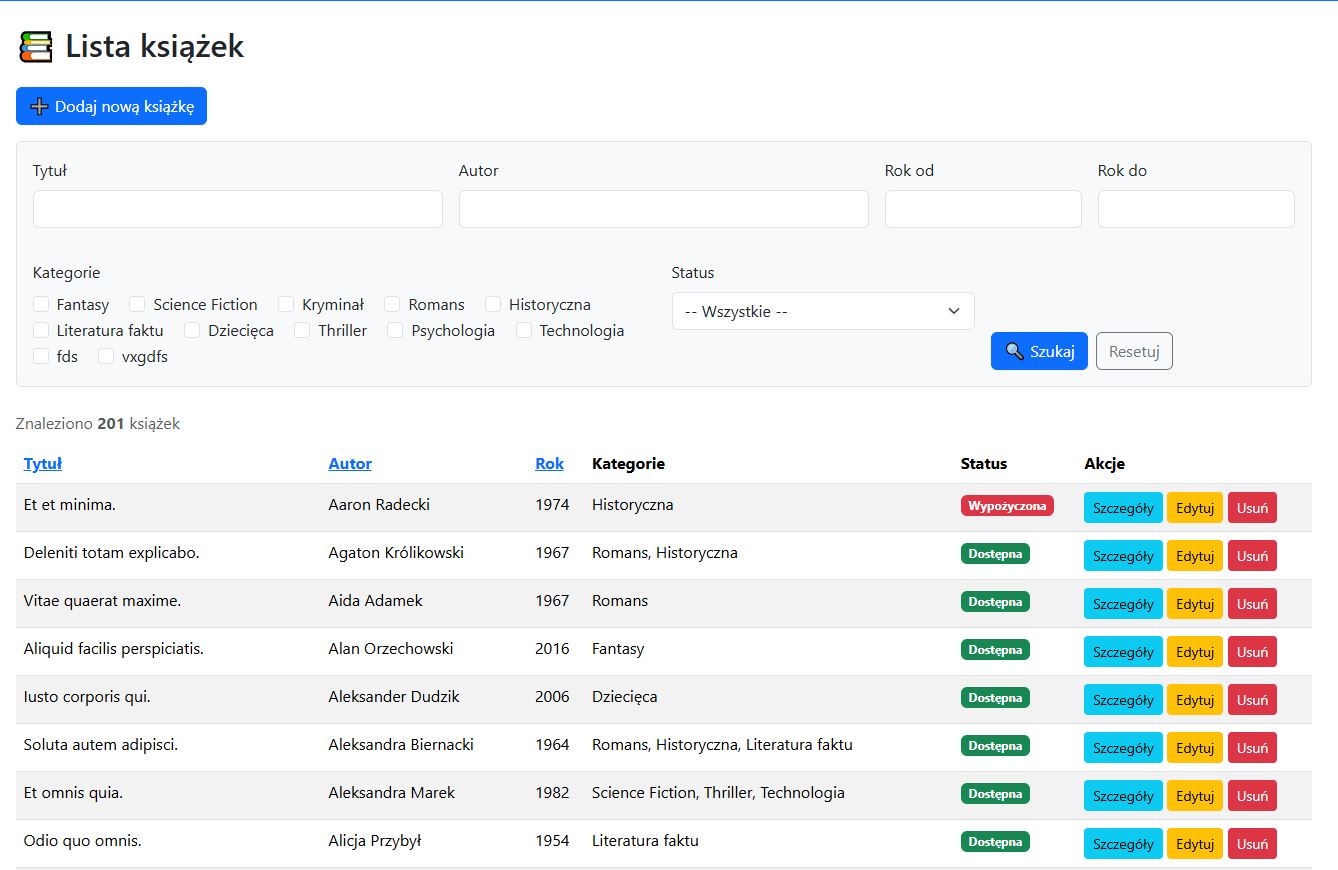 Lista książek
Dodaj nową książkę
Tytuł Autor Rok od Rok do
Kategorie Status
Fantasy Science Fiction Kryminał Romans Historyczna
-- Wszystkie --
Literatura faktu Dziecięca Thriller Psychologia Technologia
fds vxgdfs
Szukaj Resetuj
Znaleziono 201 książek
Tytuł Autor Rok Kategorie Status Akcje
Et et minima. Aaron Radecki 1974 Historyczna Wypożyczona Szczegóły Edytuj Usuń
Deleniti totam explicabo. Agaton Królikowski 1967 Romans, Historyczna Dostępna Szczegóły Edytuj Usuń
Vitae quaerat maxime. Aida Adamek 1967 Romans Dostępna Szczegóły Edytuj Usuń
Aliquid facilis perspiciatis. Alan Orzechowski 2016 Fantasy Dostępna Szczegóły Edytuj Usuń
Iusto corporis qui. Aleksander Dudzik 2006 Dziecięca Dostępna Szczegóły Edytuj Usuń
Soluta autem adipisci. Aleksandra Biernacki 1964 Romans, Historyczna, Literatura faktu Dostępna Szczegóły Edytuj Usuń
Et omnis quia. Aleksandra Marek 1982 Science Fiction, Thriller, Technologia Dostępna Szczegóły Edytuj Usuń
Odio quo omnis. Alicja Przybył 1954 Literatura faktu Dostępna Szczegóły Edytuj Usuń